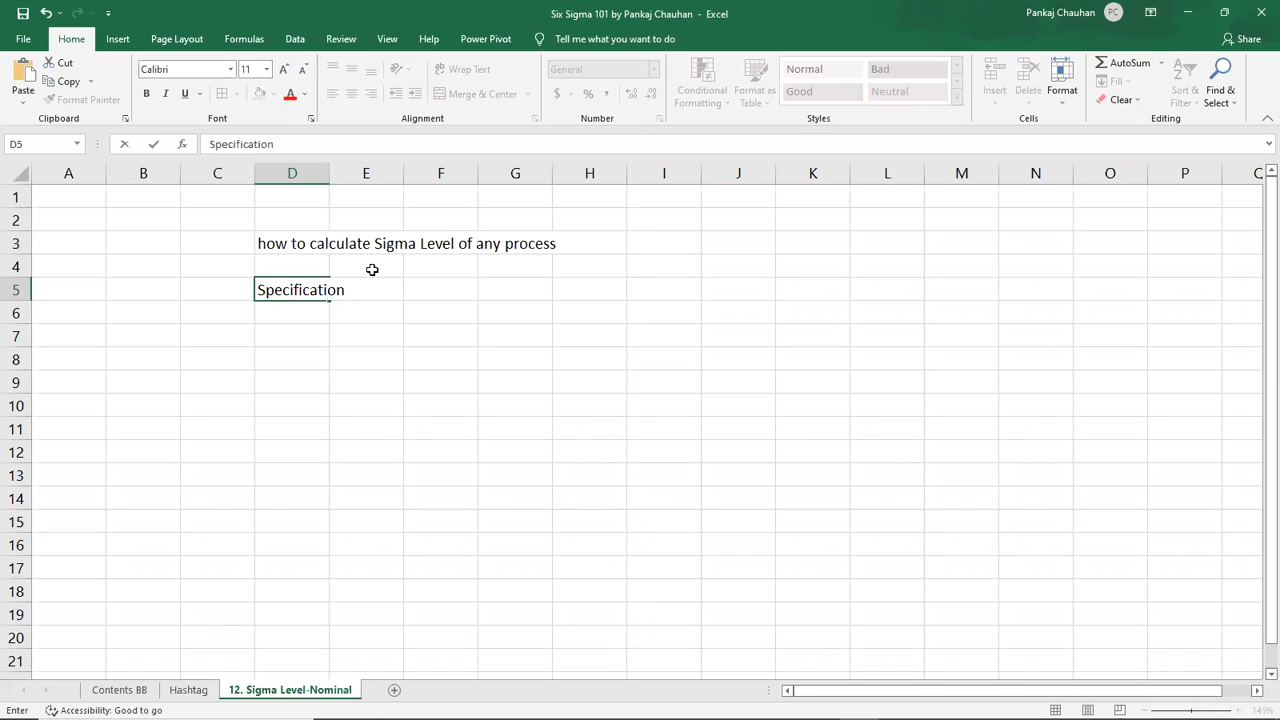 Six Sigma 101 by Pankaj Chauhan - Excel
Pankaj Chauhan PC
File Home Insert Page Layout Formulas Data Review View Help Power Pivot Tell me what you want to do Share
Paste Cut Copy Format Painter Clipboard
Calibri 11 A A B I U A Font
Wrap Text Merge & Center Alignment
General $ % Number
Conditional Formatting Format as Table Normal Bad Good Neutral Styles
Insert Delete Format Cells
AutoSum Fill Clear Sort & Filter Find & Select Editing
D5 fx Specification
A B C D E F G H I J K L M N O P
1
2
3 how to calculate Sigma Level of any process
4
5 Specification
6
7
8
9
10
11
12
13
14
15
16
17
18
19
20
21
Contents BB Hashtag 12. Sigma Level-Nominal
Enter Accessibility: Good to go 145%